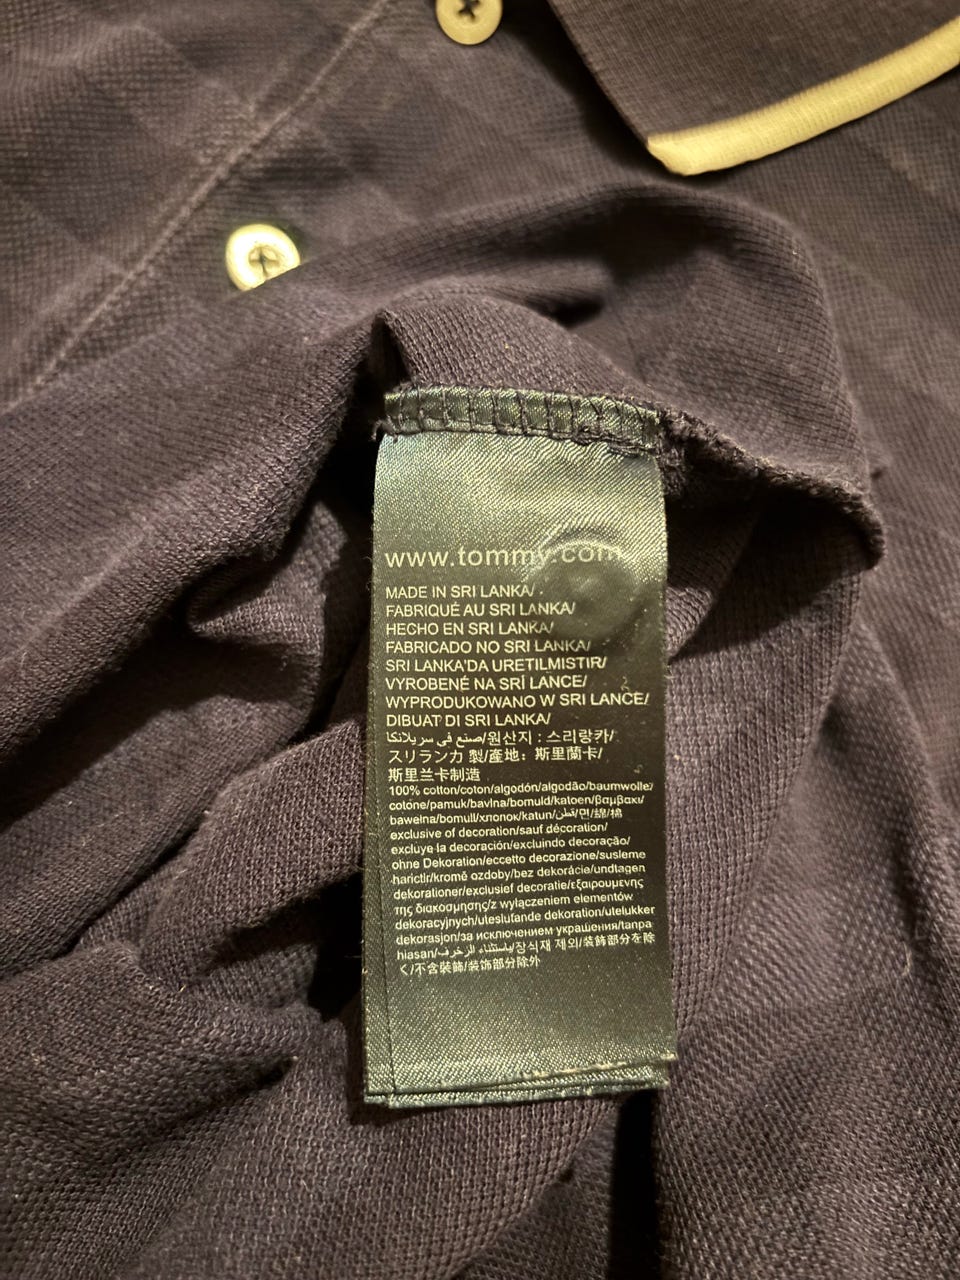 www.tommy.com
MADE IN SRI LANKA/
FABRIQUÉ AU SRI LANKA/
HECHO EN SRI LANKA/
FABRICADO NO SRI LANKA/
SRI LANKA'DA URETILMISTIR/
VYROBENÉ NA SRÍ LANCE/
WYPRODUKOWANO W SRI LANCE/
DIBUAT DI SRI LANKA/
صنع في سريلانكا/원산지 : 스리랑카/
スリランカ 製/產地：斯里蘭卡/
斯里兰卡制造
100% cotton/coton/algodón/algodão/baumwolle/
cotone/pamuk/bavlna/bomuld/katoen/βαμβακι/
bawełna/bomull/хлопок/katun/قطن/면/綿/棉
exclusive of decoration/sauf décoration/
excluye la decoración/excluindo decoração/
ohne Dekoration/eccetto decorazione/susleme
harictir/kromě ozdoby/bez dekorácie/undtagen
dekorationer/exclusief decoratie/εξαιρουμενης
της διακοσμησης/z wyłączeniem elementów
dekoracyjnych/uteslutande dekoration/utelukker
dekorasjon/за исключением украшения/tanpa
hiasan/باستثناء الزخرف/장식재 제외/装飾部分を除
く/不含裝飾/装饰部分除外